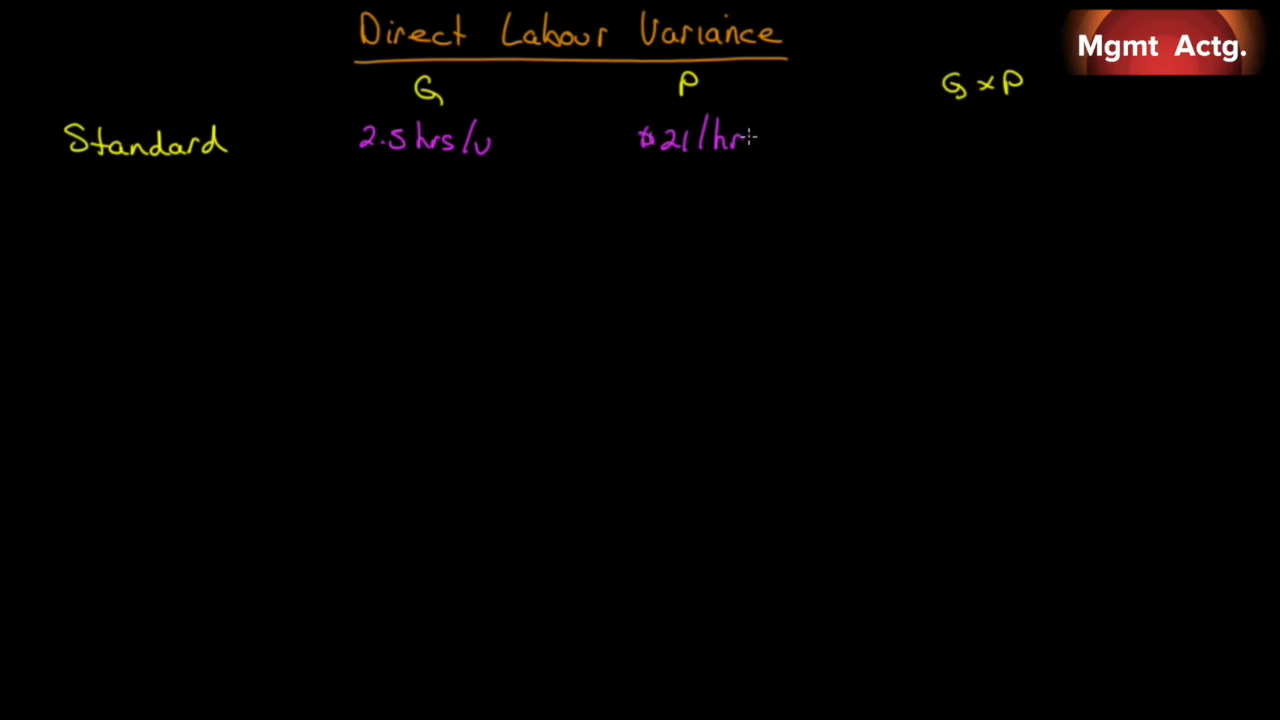 Direct Labour Variance
Mgmt Actg.
Q P Q x P
Standard 2.5 hrs/u $21/hr